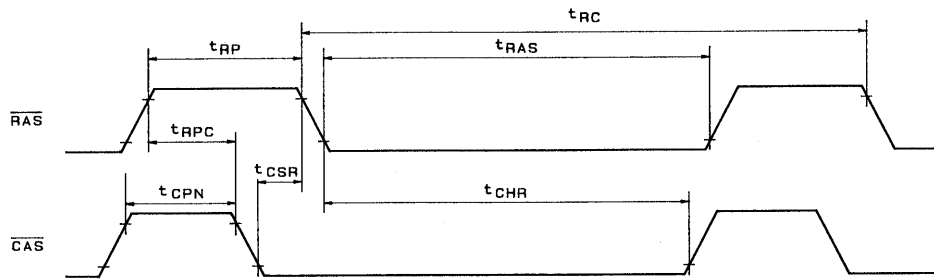 tRC
tRP
tRAS
RAS
tRPC
tCSR
tCPN
tCHR
CAS